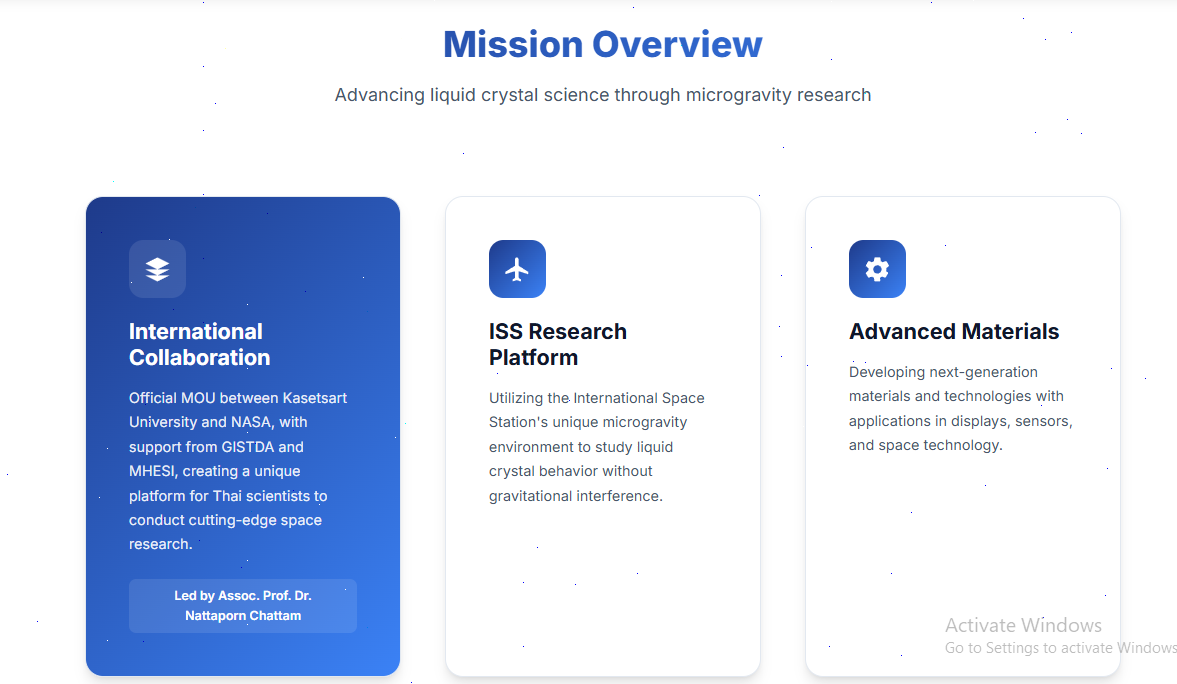 Mission Overview
Advancing liquid crystal science through microgravity research
International
Collaboration
Official MOU between Kasetsart
University and NASA, with
support from GISTDA and
MHESI, creating a unique
platform for Thai scientists to
conduct cutting-edge space
research.
Led by Assoc. Prof. Dr.
Nattaporn Chattam
ISS Research
Platform
Utilizing the International Space
Station's unique microgravity
environment to study liquid
crystal behavior without
gravitational interference.
Advanced Materials
Developing next-generation
materials and technologies with
applications in displays, sensors,
and space technology.
Activate Windows
Go to Settings to activate Windows